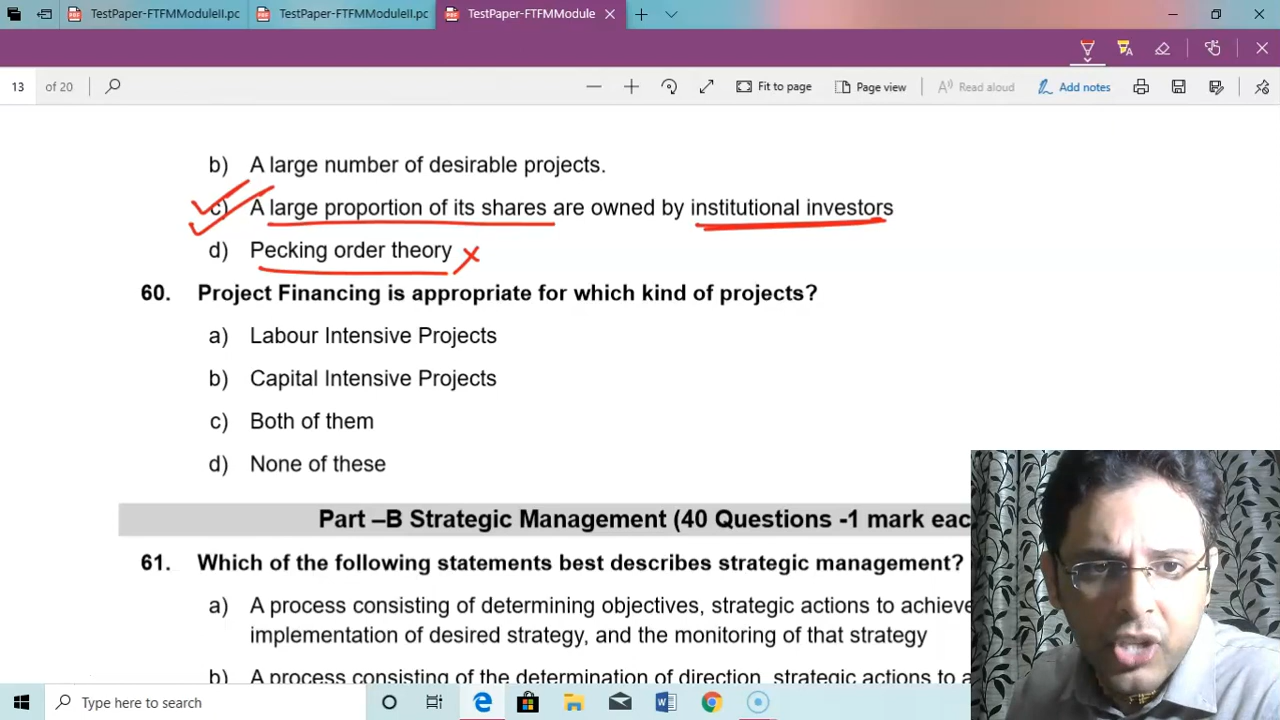 TestPaper-FTFMModuleII.pc
TestPaper-FTFMModuleII.pc
TestPaper-FTFMModule
13 of 20
Fit to page
Page view
Read aloud
Add notes
b) A large number of desirable projects.
c) A large proportion of its shares are owned by institutional investors
d) Pecking order theory
60. Project Financing is appropriate for which kind of projects?
a) Labour Intensive Projects
b) Capital Intensive Projects
c) Both of them
d) None of these
Part –B Strategic Management (40 Questions -1 mark eac
61. Which of the following statements best describes strategic management?
a) A process consisting of determining objectives, strategic actions to achieve
implementation of desired strategy, and the monitoring of that strategy
b) A process consisting of the determination of direction, strategic actions to a
Type here to search